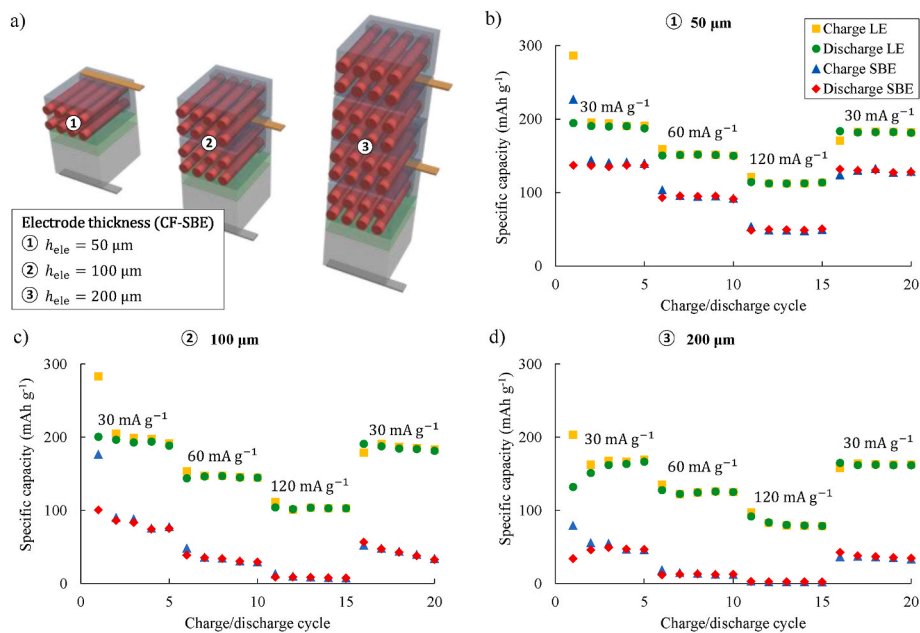 a)
①
②
③
Electrode thickness (CF-SBE)
① hele = 50 μm
② hele = 100 μm
③ hele = 200 μm
b)
① 50 μm
Charge LE
Discharge LE
Charge SBE
Discharge SBE
Specific capacity (mAh g-1)
300
200
100
0
30 mA g−1
60 mA g−1
120 mA g−1
30 mA g−1
0 5 10 15 20
Charge/discharge cycle
c)
② 100 μm
Specific capacity (mAh g-1)
300
200
100
0
30 mA g−1
60 mA g−1
120 mA g−1
30 mA g−1
0 5 10 15 20
Charge/discharge cycle
d)
③ 200 μm
Specific capacity (mAh g-1)
300
200
100
0
30 mA g−1
60 mA g−1
120 mA g−1
30 mA g−1
0 5 10 15 20
Charge/discharge cycle